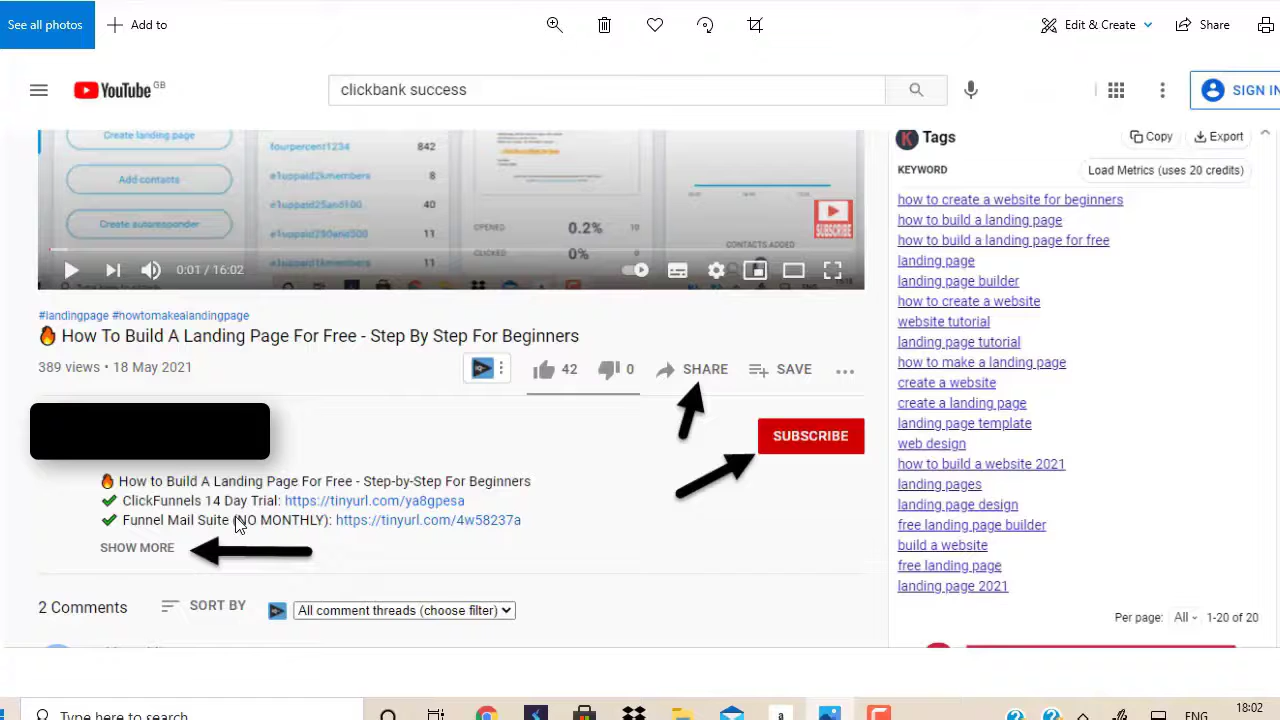 See all photos
Add to
Edit & Create
Share
YouTube GB
clickbank success
SIGN IN
Create landing page
Add contacts
Create autoresponder
fourpercent1234 842
e1uppaid2kmembers 8
e1uppaid25and100 40
e1uppaid250and500 11
e1uppaid1kmembers 11
OPENED 0.2% 10
CLICKED 0%
CONTACTS ADDED
SUBSCRIBE
0:01 / 16:02
#landingpage #howtomakealandingpage
How To Build A Landing Page For Free - Step By Step For Beginners
389 views • 18 May 2021
42
0
SHARE
SAVE
SUBSCRIBE
How to Build A Landing Page For Free - Step-by-Step For Beginners
ClickFunnels 14 Day Trial: https://tinyurl.com/ya8gpesa
Funnel Mail Suite (NO MONTHLY): https://tinyurl.com/4w58237a
SHOW MORE
2 Comments
SORT BY
All comment threads (choose filter)
Tags
Copy
Export
KEYWORD
Load Metrics (uses 20 credits)
how to create a website for beginners
how to build a landing page
how to build a landing page for free
landing page
landing page builder
how to create a website
website tutorial
landing page tutorial
how to make a landing page
create a website
create a landing page
landing page template
web design
how to build a website 2021
landing pages
landing page design
free landing page builder
build a website
free landing page
landing page 2021
Per page: All 1-20 of 20
Type here to search
18:02